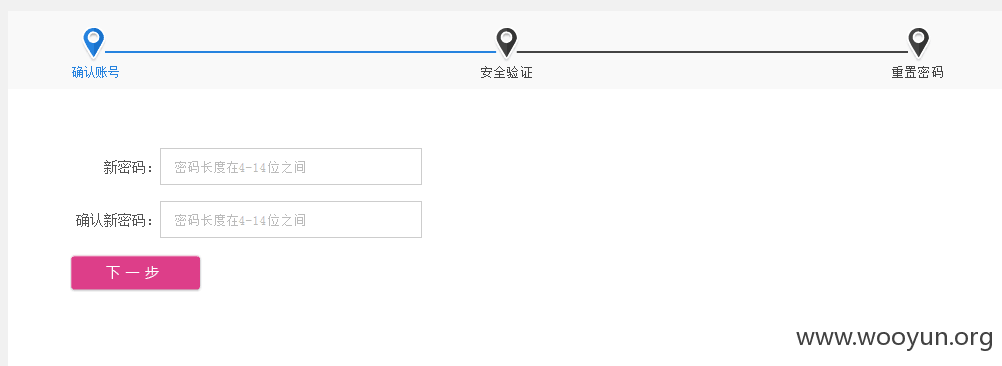 确认账号
安全验证
重置密码
新密码：
密码长度在4-14位之间
确认新密码：
密码长度在4-14位之间
下一步
www.wooyun.org